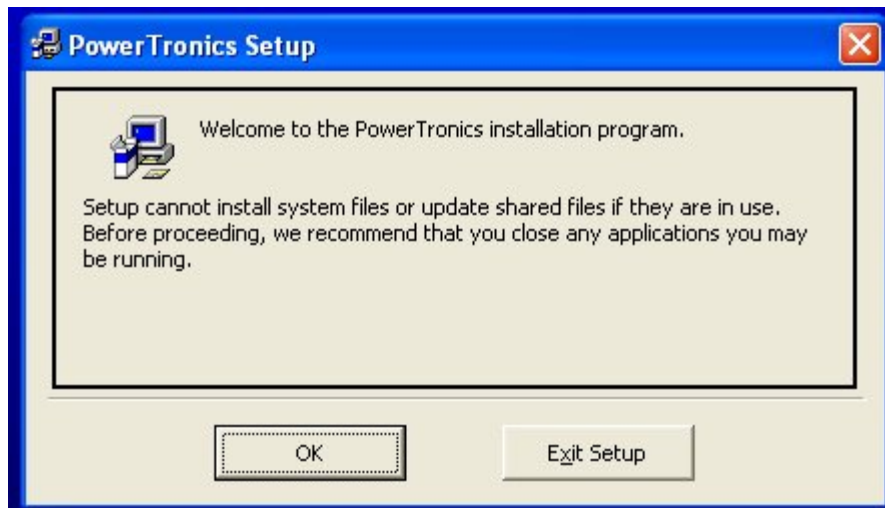 PowerTronics Setup
Welcome to the PowerTronics installation program.
Setup cannot install system files or update shared files if they are in use.
Before proceeding, we recommend that you close any applications you may
be running.
OK
Exit Setup